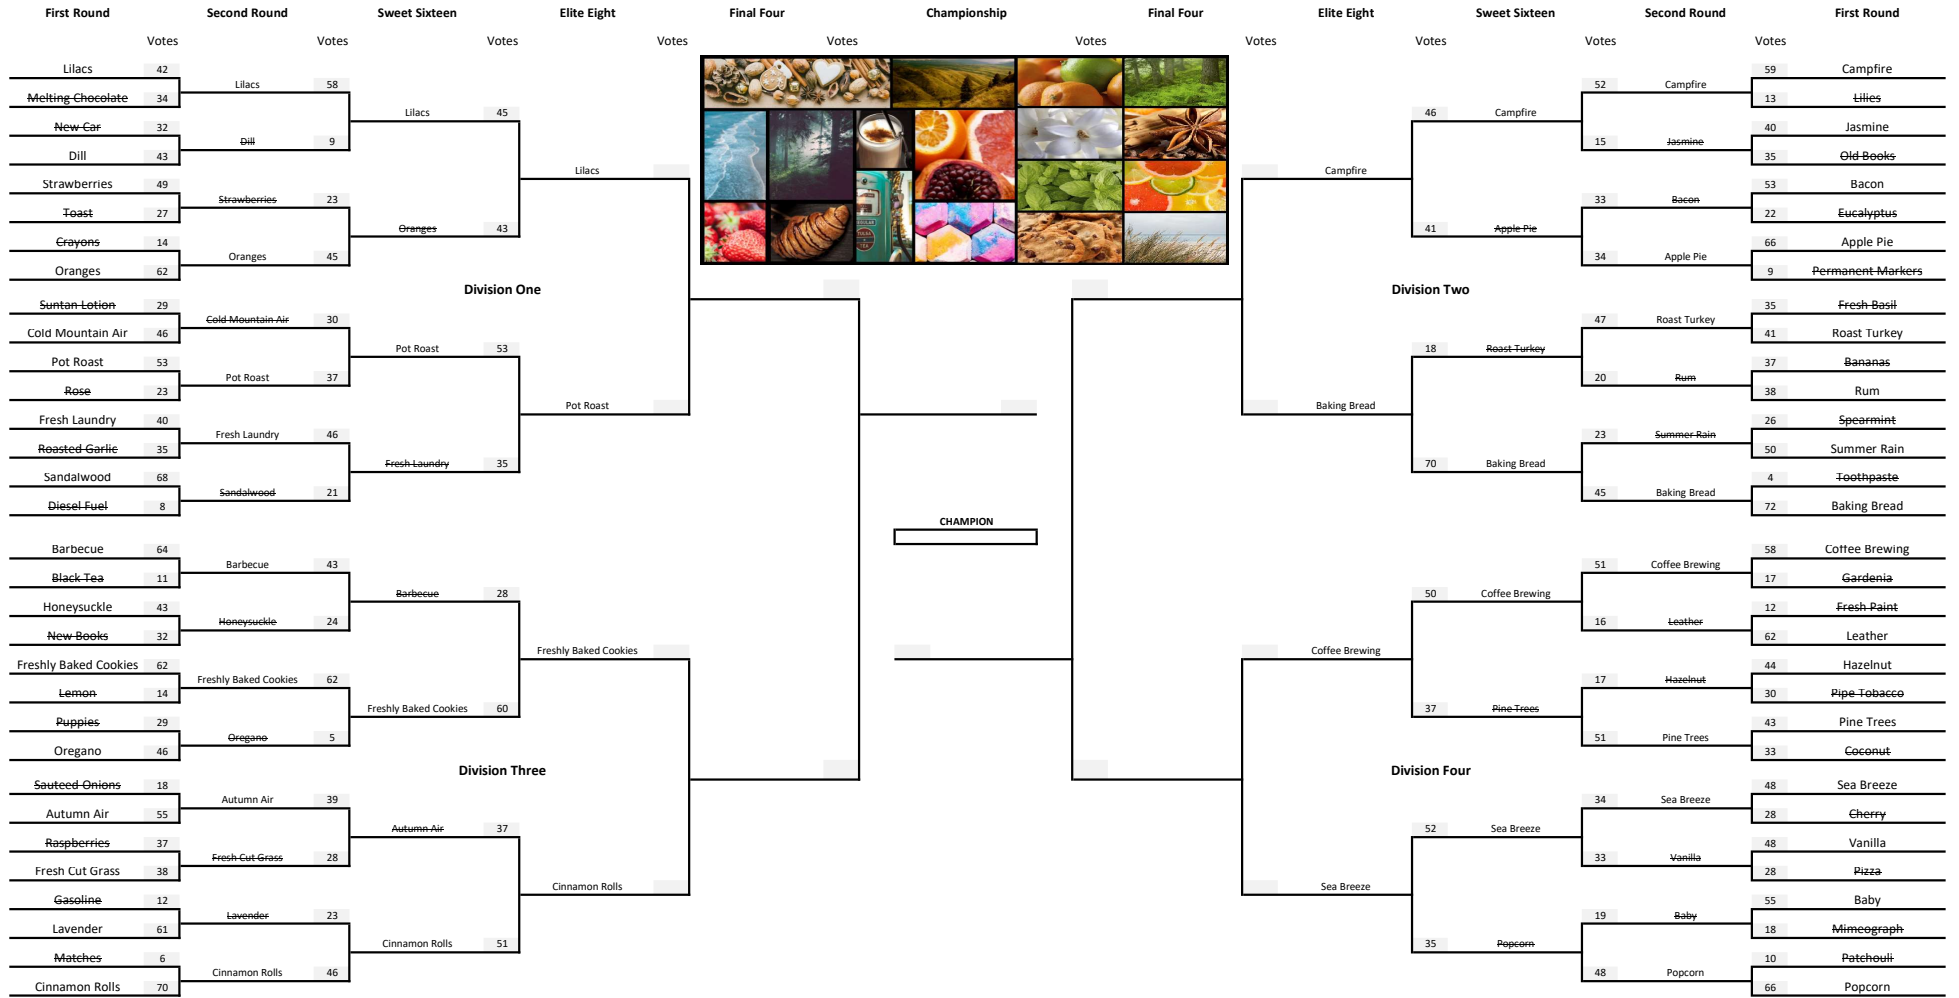 First Round Second Round Sweet Sixteen Elite Eight Final Four Championship Final Four Elite Eight Sweet Sixteen Second Round First Round
Votes Votes Votes Votes Votes Votes Votes Votes Votes Votes
Lilacs 42
Melting Chocolate 34
New Car 32
Dill 43
Strawberries 49
Toast 27
Crayons 14
Oranges 62
Suntan Lotion 29
Cold Mountain Air 46
Pot Roast 53
Rose 23
Fresh Laundry 40
Roasted Garlic 35
Sandalwood 68
Diesel Fuel 8
Barbecue 64
Black Tea 11
Honeysuckle 43
New Books 32
Freshly Baked Cookies 62
Lemon 14
Puppies 29
Oregano 46
Sauteed Onions 18
Autumn Air 55
Raspberries 37
Fresh Cut Grass 38
Gasoline 12
Lavender 61
Matches 6
Cinnamon Rolls 70
Lilacs 58
Dill 9
Strawberries 23
Oranges 45
Cold Mountain Air 30
Pot Roast 37
Fresh Laundry 46
Sandalwood 21
Barbecue 43
Honeysuckle 24
Freshly Baked Cookies 62
Oregano 5
Autumn Air 39
Fresh Cut Grass 28
Lavender 23
Cinnamon Rolls 46
Lilacs 45
Oranges 43
Division One
Pot Roast 53
Fresh Laundry 35
Barbecue 28
Freshly Baked Cookies 60
Division Three
Autumn Air 37
Cinnamon Rolls 51
Lilacs
Pot Roast
Freshly Baked Cookies
Cinnamon Rolls
CHAMPION
Campfire
Baking Bread
Coffee Brewing
Sea Breeze
46 Campfire
41 Apple Pie
Division Two
18 Roast Turkey
70 Baking Bread
50 Coffee Brewing
37 Pine Trees
Division Four
52 Sea Breeze
35 Popcorn
52 Campfire
15 Jasmine
33 Bacon
34 Apple Pie
47 Roast Turkey
20 Rum
23 Summer Rain
45 Baking Bread
51 Coffee Brewing
16 Leather
17 Hazelnut
51 Pine Trees
34 Sea Breeze
33 Vanilla
19 Baby
48 Popcorn
59 Campfire
13 Lilies
40 Jasmine
35 Old Books
53 Bacon
22 Eucalyptus
66 Apple Pie
9 Permanent Markers
35 Fresh Basil
41 Roast Turkey
37 Bananas
38 Rum
26 Spearmint
50 Summer Rain
4 Toothpaste
72 Baking Bread
58 Coffee Brewing
17 Gardenia
12 Fresh Paint
62 Leather
44 Hazelnut
30 Pipe Tobacco
43 Pine Trees
33 Coconut
48 Sea Breeze
28 Cherry
48 Vanilla
28 Pizza
55 Baby
18 Mimeograph
10 Patchouli
66 Popcorn